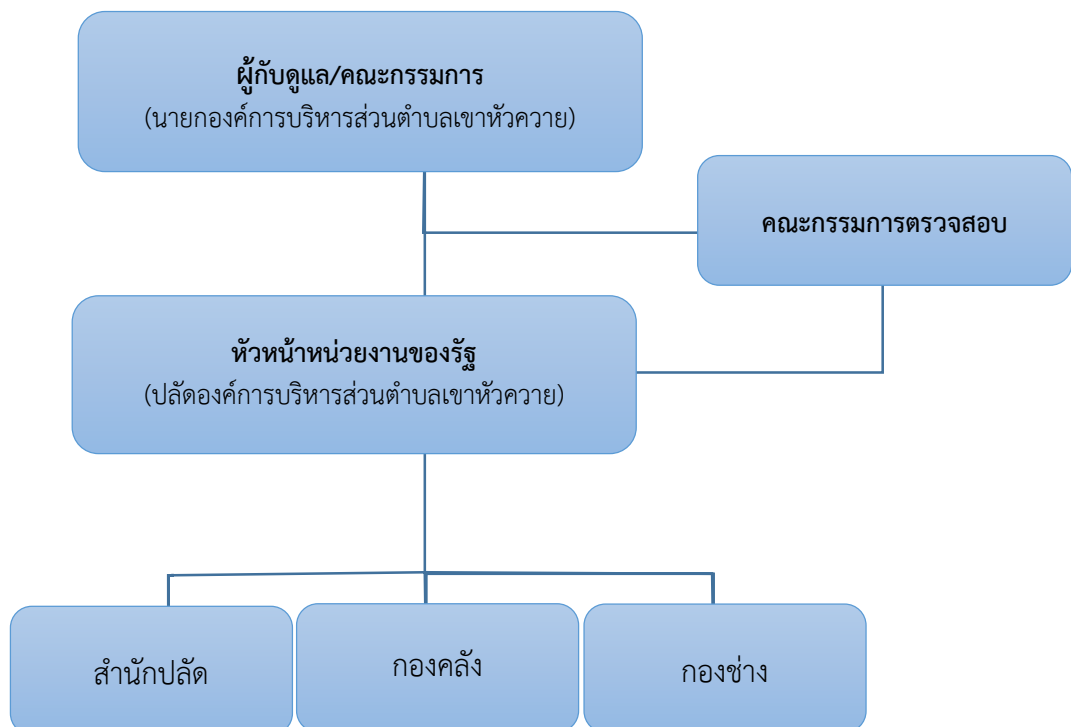 ผู้กับดูแล/คณะกรรมการ
(นายกองค์การบริหารส่วนตำบลเขาหัวควาย)
คณะกรรมการตรวจสอบ
หัวหน้าหน่วยงานของรัฐ
(ปลัดองค์การบริหารส่วนตำบลเขาหัวควาย)
สำนักปลัด
กองคลัง
กองช่าง